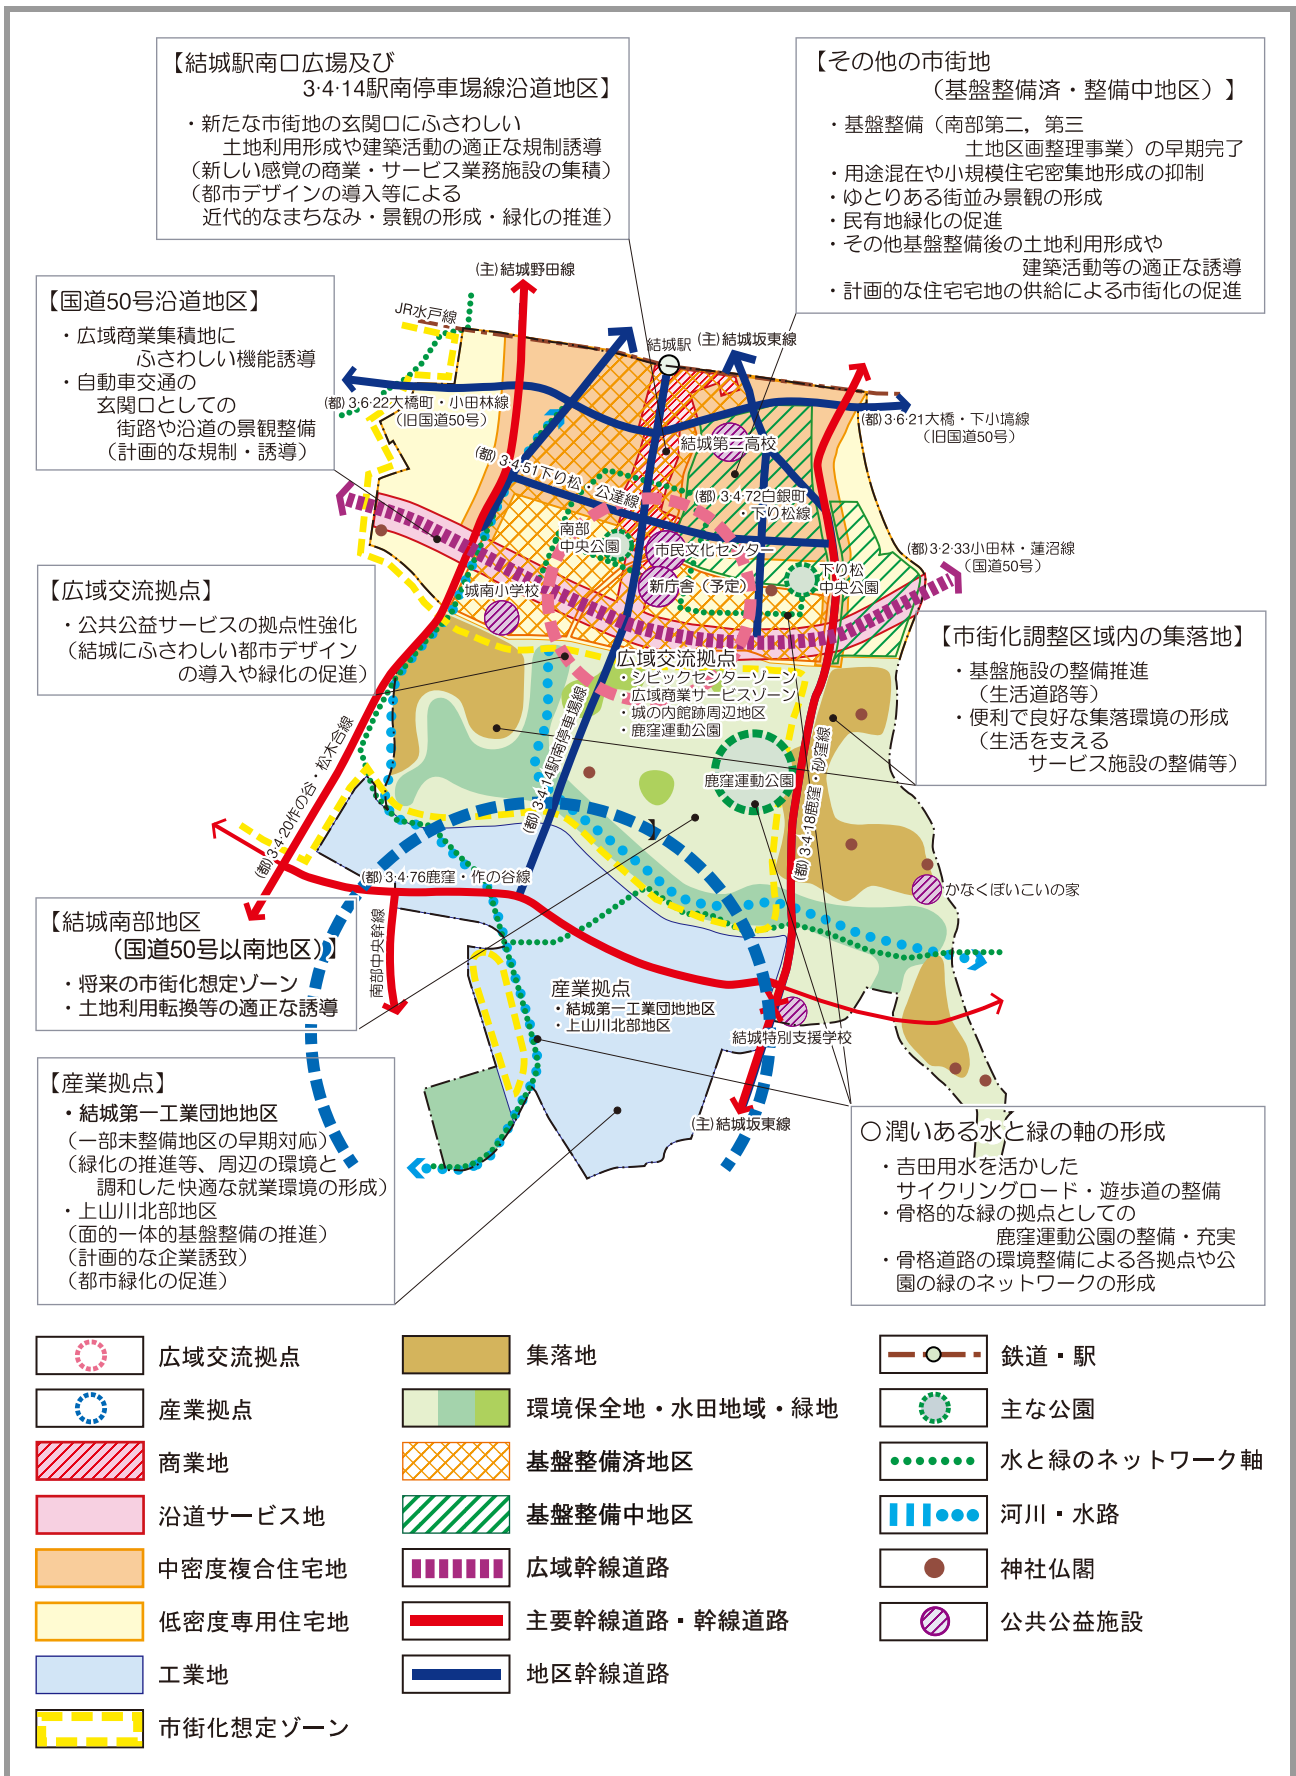 【結城駅南口広場及び
3・4・14駅南停車場線沿道地区】
・新たな市街地の玄関口にふさわしい
土地利用形成や建築活動の適正な規制誘導
（新しい感覚の商業・サービス業務施設の集積）
（都市デザインの導入等による
近代的なまちなみ・景観の形成・緑化の推進）
【その他の市街地
（基盤整備済・整備中地区）】
・基盤整備（南部第二，第三
土地区画整理事業）の早期完了
・用途混在や小規模住宅密集地形成の抑制
・ゆとりある街並み景観の形成
・民有地緑化の促進
・その他基盤整備後の土地利用形成や
建築活動等の適正な誘導
・計画的な住宅宅地の供給による市街化の促進
【国道50号沿道地区】
・広域商業集積地に
ふさわしい機能誘導
・自動車交通の
玄関口としての
街路や沿道の景観整備
（計画的な規制・誘導）
(主)結城野田線
JR水戸線
結城駅
(主)結城坂東線
(都)3・6・22大橋町・小田林線
（旧国道50号）
(都)3・6・21大橋・下小塙線
（旧国道50号）
結城第二高校
(都)3・4・51下り松・公達線
(都)3・4・72白銀町
・下り松線
南部
中央公園
市民文化センター
新庁舎（予定）
下り松
中央公園
(都)3・2・33小田林・蓮沼線
（国道50号）
城南小学校
【広域交流拠点】
・公共公益サービスの拠点性強化
（結城にふさわしい都市デザイン
の導入や緑化の促進）
広域交流拠点
・シビックセンターゾーン
・広域商業サービスゾーン
・城の内館跡周辺地区
・鹿窪運動公園
【市街化調整区域内の集落地】
・基盤施設の整備推進
（生活道路等）
・便利で良好な集落環境の形成
（生活を支える
サービス施設の整備等）
(都)3・4・20作の谷・松木合線
(都)3・4・14駅南停車場線
鹿窪運動公園
(都)3・4・18鹿窪・砂窪線
】
(都)3・4・76鹿窪・作の谷線
かなくぼいこいの家
【結城南部地区
（国道50号以南地区）】
・将来の市街化想定ゾーン
・土地利用転換等の適正な誘導
南部中央幹線
産業拠点
・結城第一工業団地地区
・上山川北部地区
結城特別支援学校
(主)結城坂東線
【産業拠点】
・結城第一工業団地地区
（一部未整備地区の早期対応）
（緑化の推進等、周辺の環境と
調和した快適な就業環境の形成）
・上山川北部地区
（面的一体的基盤整備の推進）
（計画的な企業誘致）
（都市緑化の促進）
○潤いある水と緑の軸の形成
・吉田用水を活かした
サイクリングロード・遊歩道の整備
・骨格的な緑の拠点としての
鹿窪運動公園の整備・充実
・骨格道路の環境整備による各拠点や公
園の緑のネットワークの形成
広域交流拠点
産業拠点
商業地
沿道サービス地
中密度複合住宅地
低密度専用住宅地
工業地
市街化想定ゾーン
集落地
環境保全地・水田地域・緑地
基盤整備済地区
基盤整備中地区
広域幹線道路
主要幹線道路・幹線道路
地区幹線道路
鉄道・駅
主な公園
水と緑のネットワーク軸
河川・水路
神社仏閣
公共公益施設